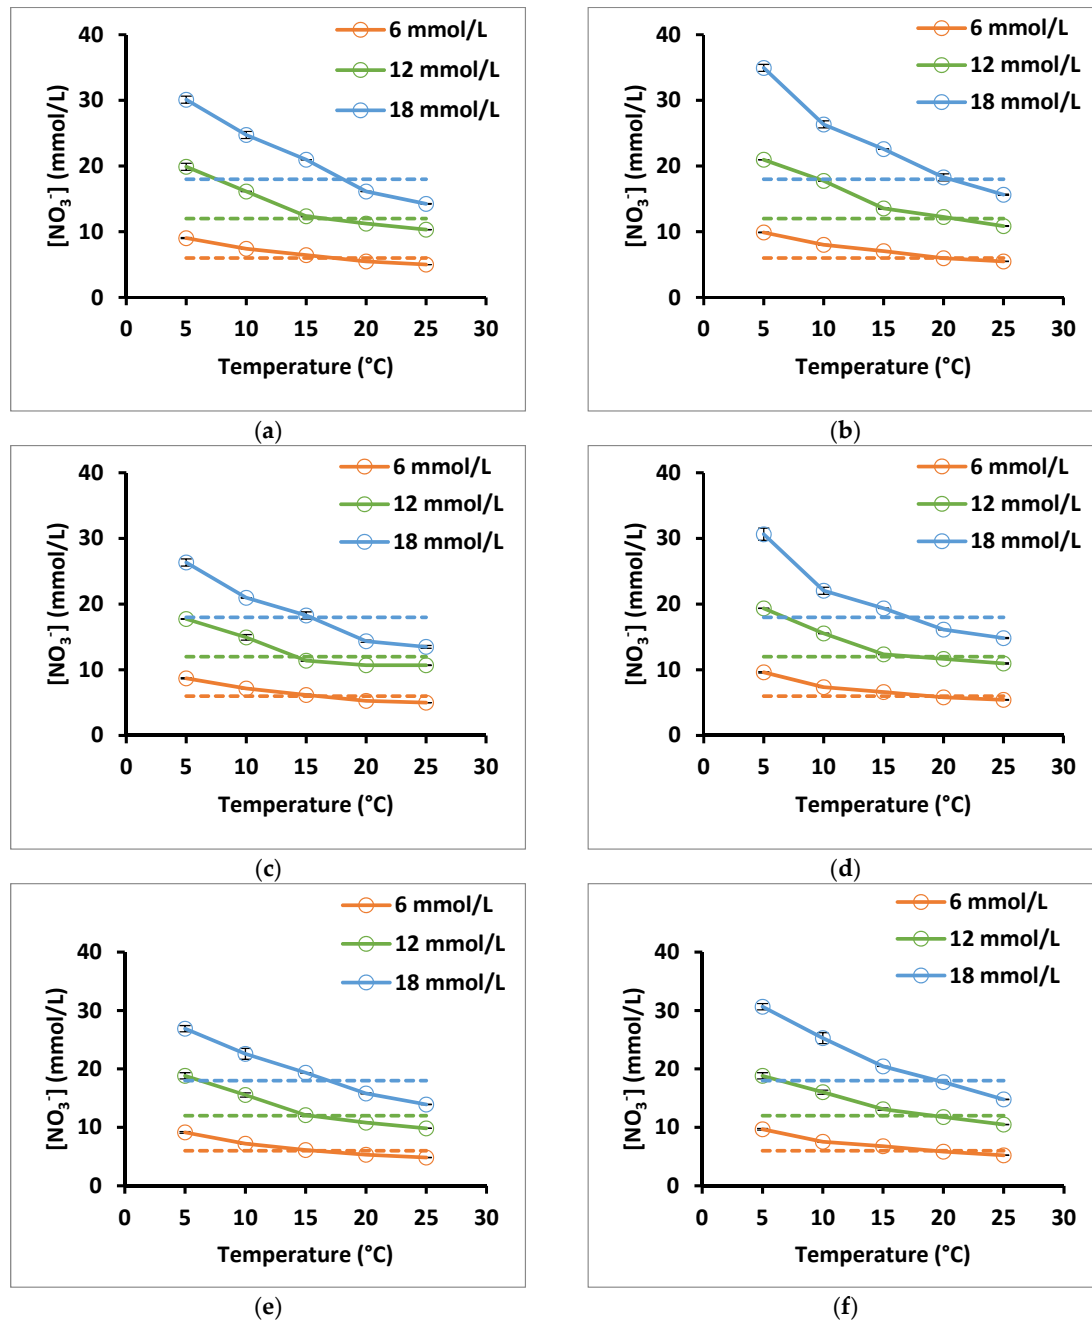 6 mmol/L
12 mmol/L
18 mmol/L
[NO₃⁻] (mmol/L)
40
30
20
10
0
0 5 10 15 20 25 30
Temperature (°C)
(a)
6 mmol/L
12 mmol/L
18 mmol/L
[NO₃⁻] (mmol/L)
40
30
20
10
0
0 5 10 15 20 25 30
Temperature (°C)
(b)
6 mmol/L
12 mmol/L
18 mmol/L
[NO₃⁻] (mmol/L)
40
30
20
10
0
0 5 10 15 20 25 30
Temperature (°C)
(c)
6 mmol/L
12 mmol/L
18 mmol/L
[NO₃⁻] (mmol/L)
40
30
20
10
0
0 5 10 15 20 25 30
Temperature (°C)
(d)
6 mmol/L
12 mmol/L
18 mmol/L
[NO₃⁻] (mmol/L)
40
30
20
10
0
0 5 10 15 20 25 30
Temperature (°C)
(e)
6 mmol/L
12 mmol/L
18 mmol/L
[NO₃⁻] (mmol/L)
40
30
20
10
0
0 5 10 15 20 25 30
Temperature (°C)
(f)